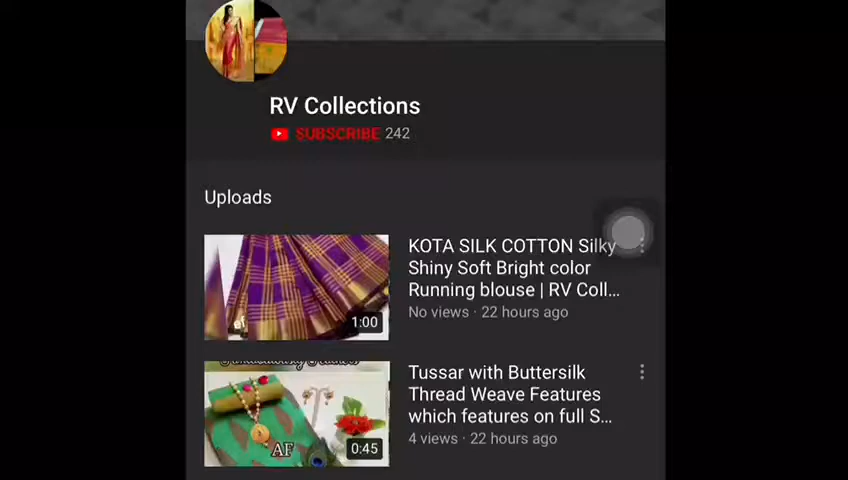 RV Collections
SUBSCRIBE 242
Uploads
KOTA SILK COTTON Silky
Shiny Soft Bright color
Running blouse | RV Coll...
No views · 22 hours ago
1:00
Tussar with Buttersilk
Thread Weave Features
which features on full S...
4 views · 22 hours ago
AF
0:45